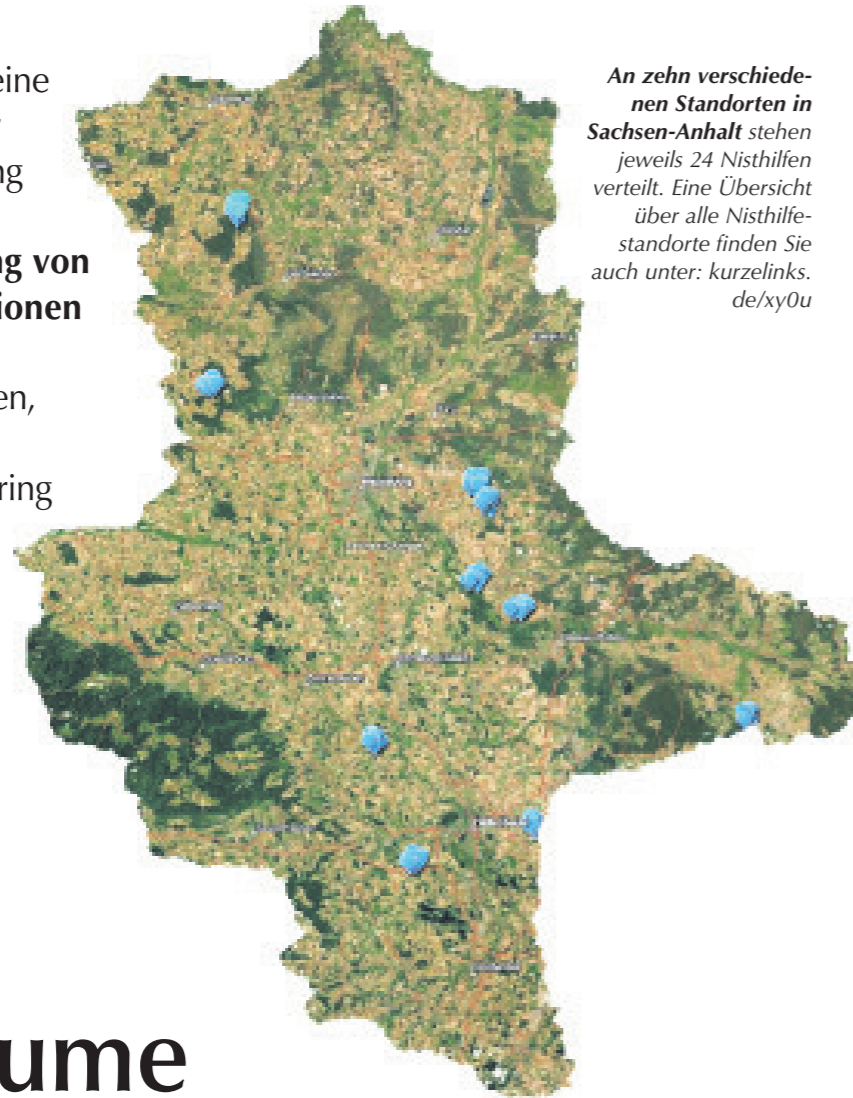 eine
ng
g von
ionen
en,
ring
An zehn verschiede-
nen Standorten in
Sachsen-Anhalt stehen
jeweils 24 Nisthilfen
verteilt. Eine Übersicht
über alle Nisthilfe-
standorte finden Sie
auch unter: kurzelinks.
de/xy0u
ume